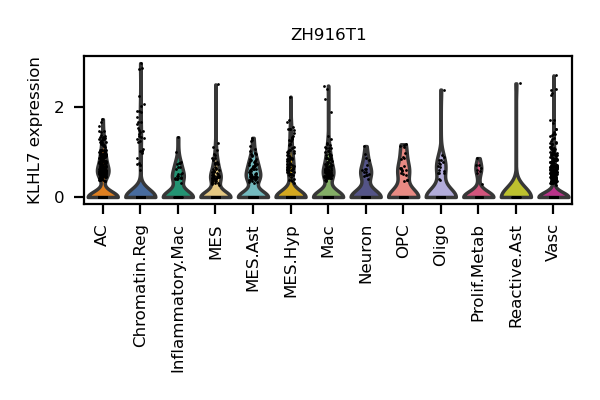 ZH916T1
KLHL7 expression
2
0
AC
Chromatin.Reg
Inflammatory.Mac
MES
MES.Ast
MES.Hyp
Mac
Neuron
OPC
Oligo
Prolif.Metab
Reactive.Ast
Vasc